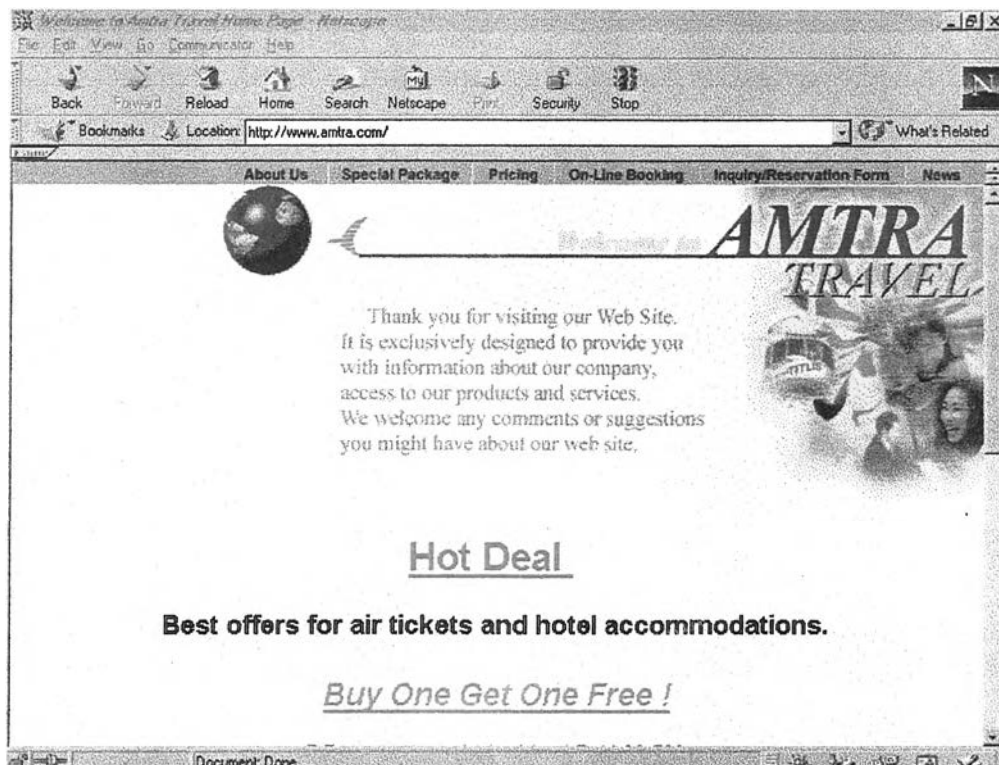 Welcome to Amtra Travel Home Page - Netscape
File Edit View Go Communicator Help
Back Forward Reload Home Search Netscape Print Security Stop
My
N
Bookmarks Location: http://www.amtra.com/ What's Related
About Us Special Package Pricing On-Line Booking Inquiry/Reservation Form News
Welcome to AMTRA
TRAVEL
Thank you for visiting our Web Site.
It is exclusively designed to provide you
with information about our company,
access to our products and services.
We welcome any comments or suggestions
you might have about our web site.
TITLIS
Hot Deal
Best offers for air tickets and hotel accommodations.
Buy One Get One Free !
Document: Done